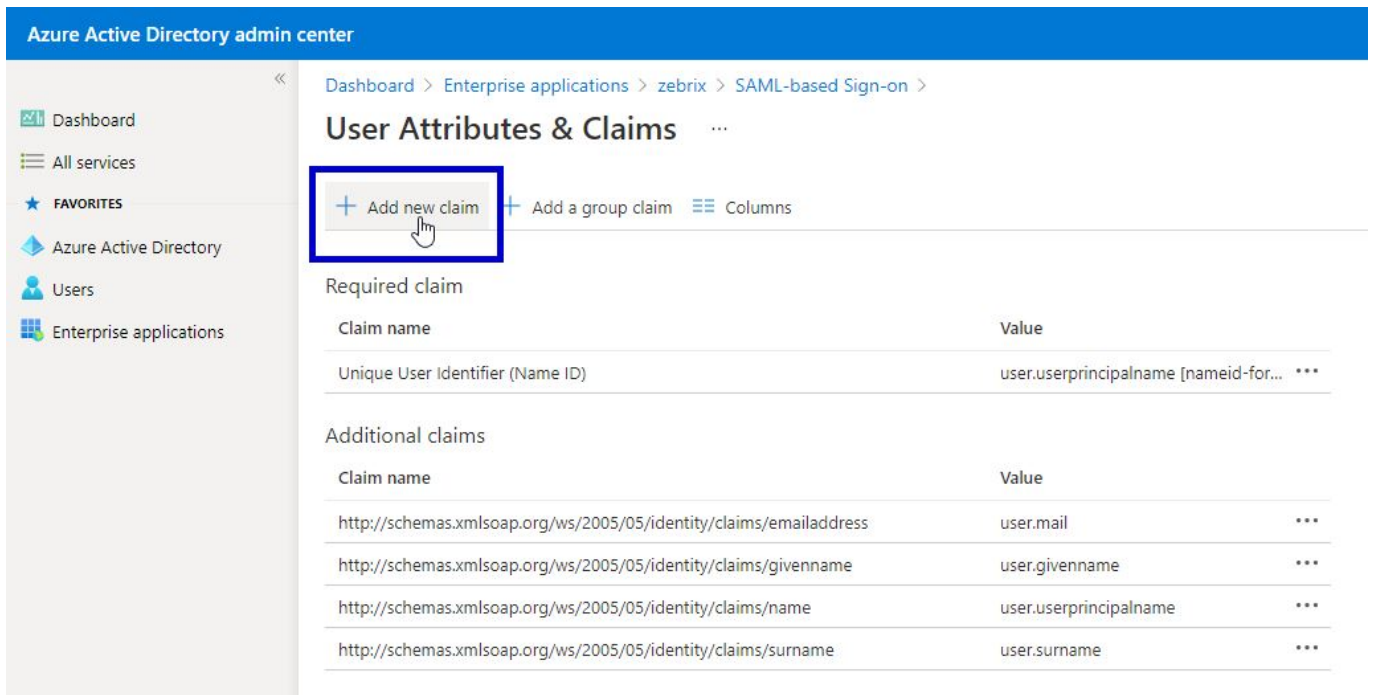 Azure Active Directory admin center
«
Dashboard
All services
FAVORITES
Azure Active Directory
Users
Enterprise applications
Dashboard > Enterprise applications > zebrix > SAML-based Sign-on >
User Attributes & Claims ...
+ Add new claim + Add a group claim Columns
Required claim
Claim name Value
Unique User Identifier (Name ID) user.userprincipalname [nameid-for... ...
Additional claims
Claim name Value
http://schemas.xmlsoap.org/ws/2005/05/identity/claims/emailaddress user.mail ...
http://schemas.xmlsoap.org/ws/2005/05/identity/claims/givenname user.givenname ...
http://schemas.xmlsoap.org/ws/2005/05/identity/claims/name user.userprincipalname ...
http://schemas.xmlsoap.org/ws/2005/05/identity/claims/surname user.surname ...